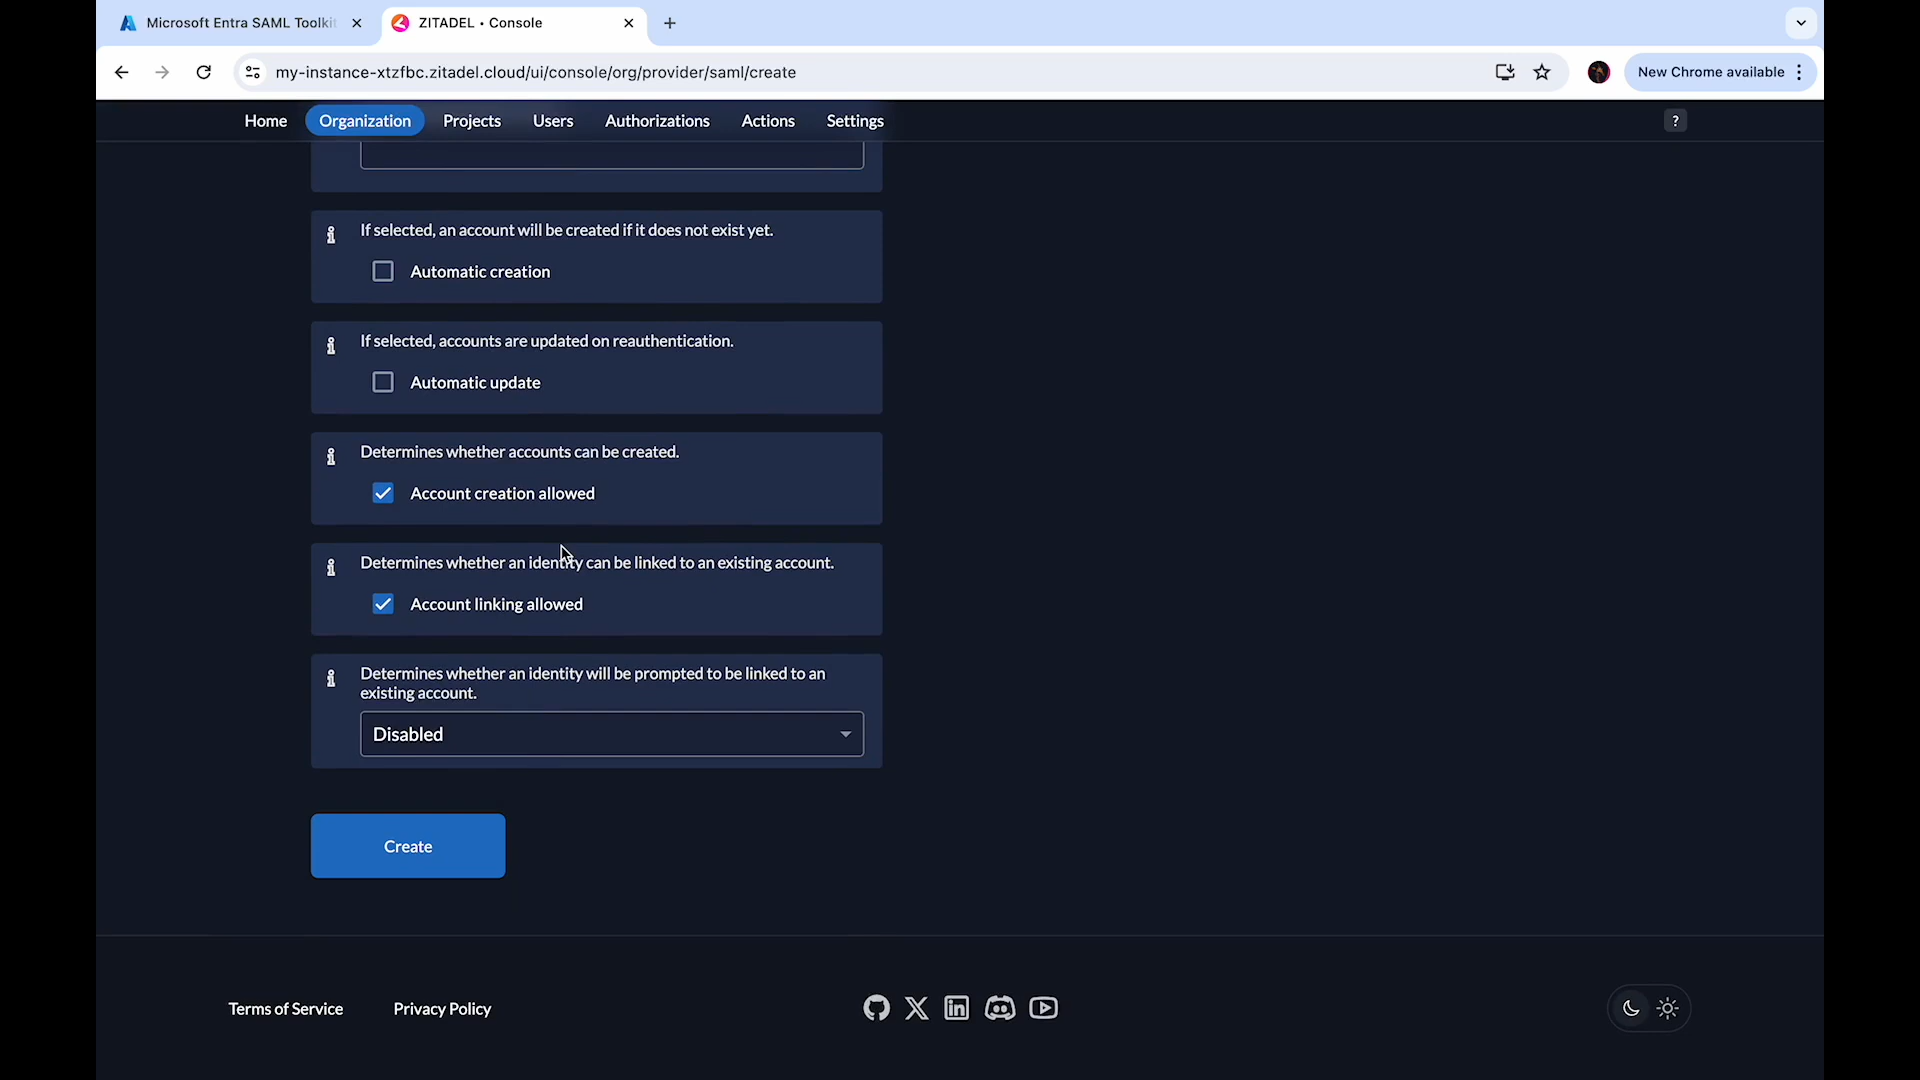 Microsoft Entra SAML Toolki
ZITADEL • Console
my-instance-xtzfbc.zitadel.cloud/ui/console/org/provider/saml/create
New Chrome available
Home
Organization
Projects
Users
Authorizations
Actions
Settings
?
If selected, an account will be created if it does not exist yet.
Automatic creation
If selected, accounts are updated on reauthentication.
Automatic update
Determines whether accounts can be created.
Account creation allowed
Determines whether an identity can be linked to an existing account.
Account linking allowed
Determines whether an identity will be prompted to be linked to an
existing account.
Disabled
Create
Terms of Service
Privacy Policy